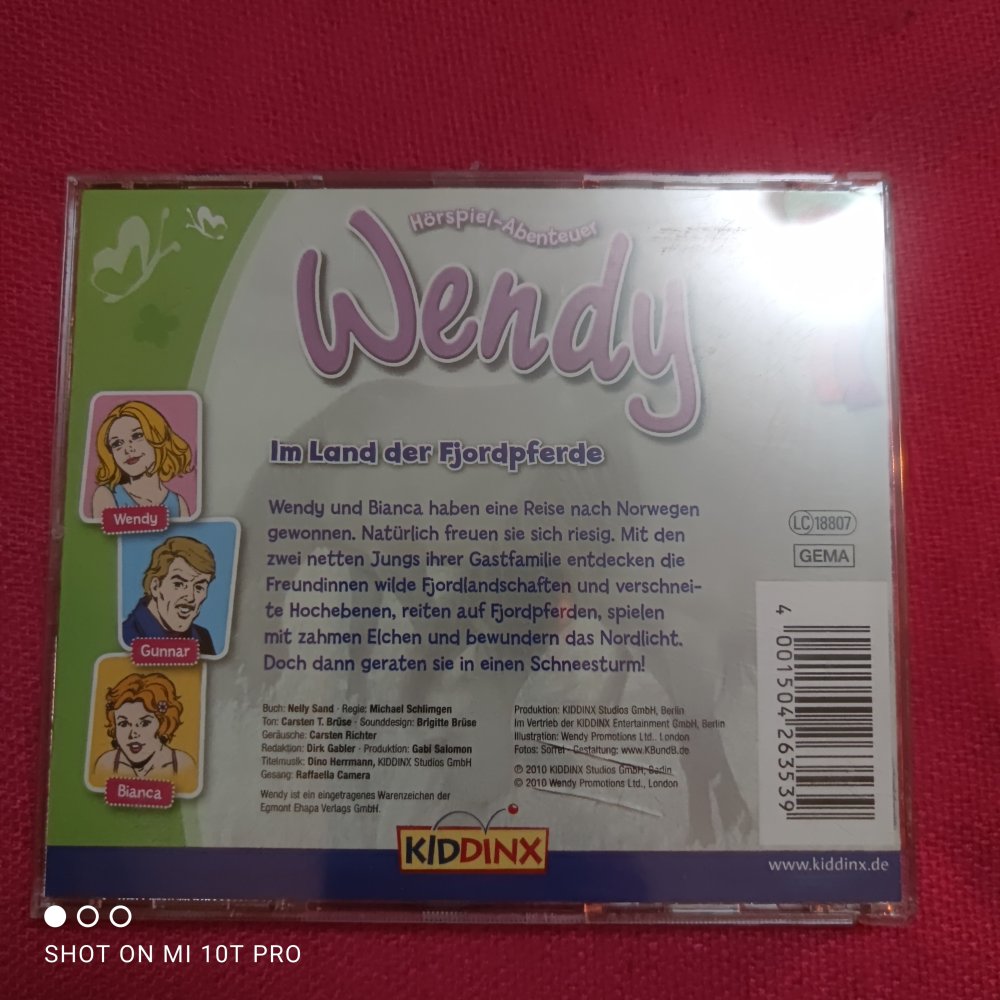 Hörspiel-Abenteuer
Wendy
Im Land der Fjordpferde
Wendy und Bianca haben eine Reise nach Norwegen
gewonnen. Natürlich freuen sie sich riesig. Mit den
zwei netten Jungs ihrer Gastfamilie entdecken die
Freundinnen wilde Fjordlandschaften und verschnei-
te Hochebenen, reiten auf Fjordpferden, spielen
mit zahmen Elchen und bewundern das Nordlicht.
Doch dann geraten sie in einen Schneesturm!
Wendy
Gunnar
Bianca
LC 18807
GEMA
4 001504 263539
Buch: Nelly Sand · Regie: Michael Schlimgen
Ton: Carsten T. Brüse · Sounddesign: Brigitte Brüse
Geräusche: Carsten Richter
Redaktion: Dirk Gabler · Produktion: Gabi Salomon
Titelmusik: Dino Herrmann, KIDDINX Studios GmbH
Gesang: Raffaella Camera
Wendy ist ein eingetragenes Warenzeichen der
Egmont Ehapa Verlags GmbH.
Produktion: KIDDINX Studios GmbH, Berlin
Im Vertrieb der KIDDINX Entertainment GmbH, Berlin
Illustration: Wendy Promotions Ltd., London
Fotos: Sorrel · Gestaltung: www.KBundB.de
℗ 2010 KIDDINX Studios GmbH, Berlin
© 2010 Wendy Promotions Ltd., London
KIDDINX
www.kiddinx.de
SHOT ON MI 10T PRO